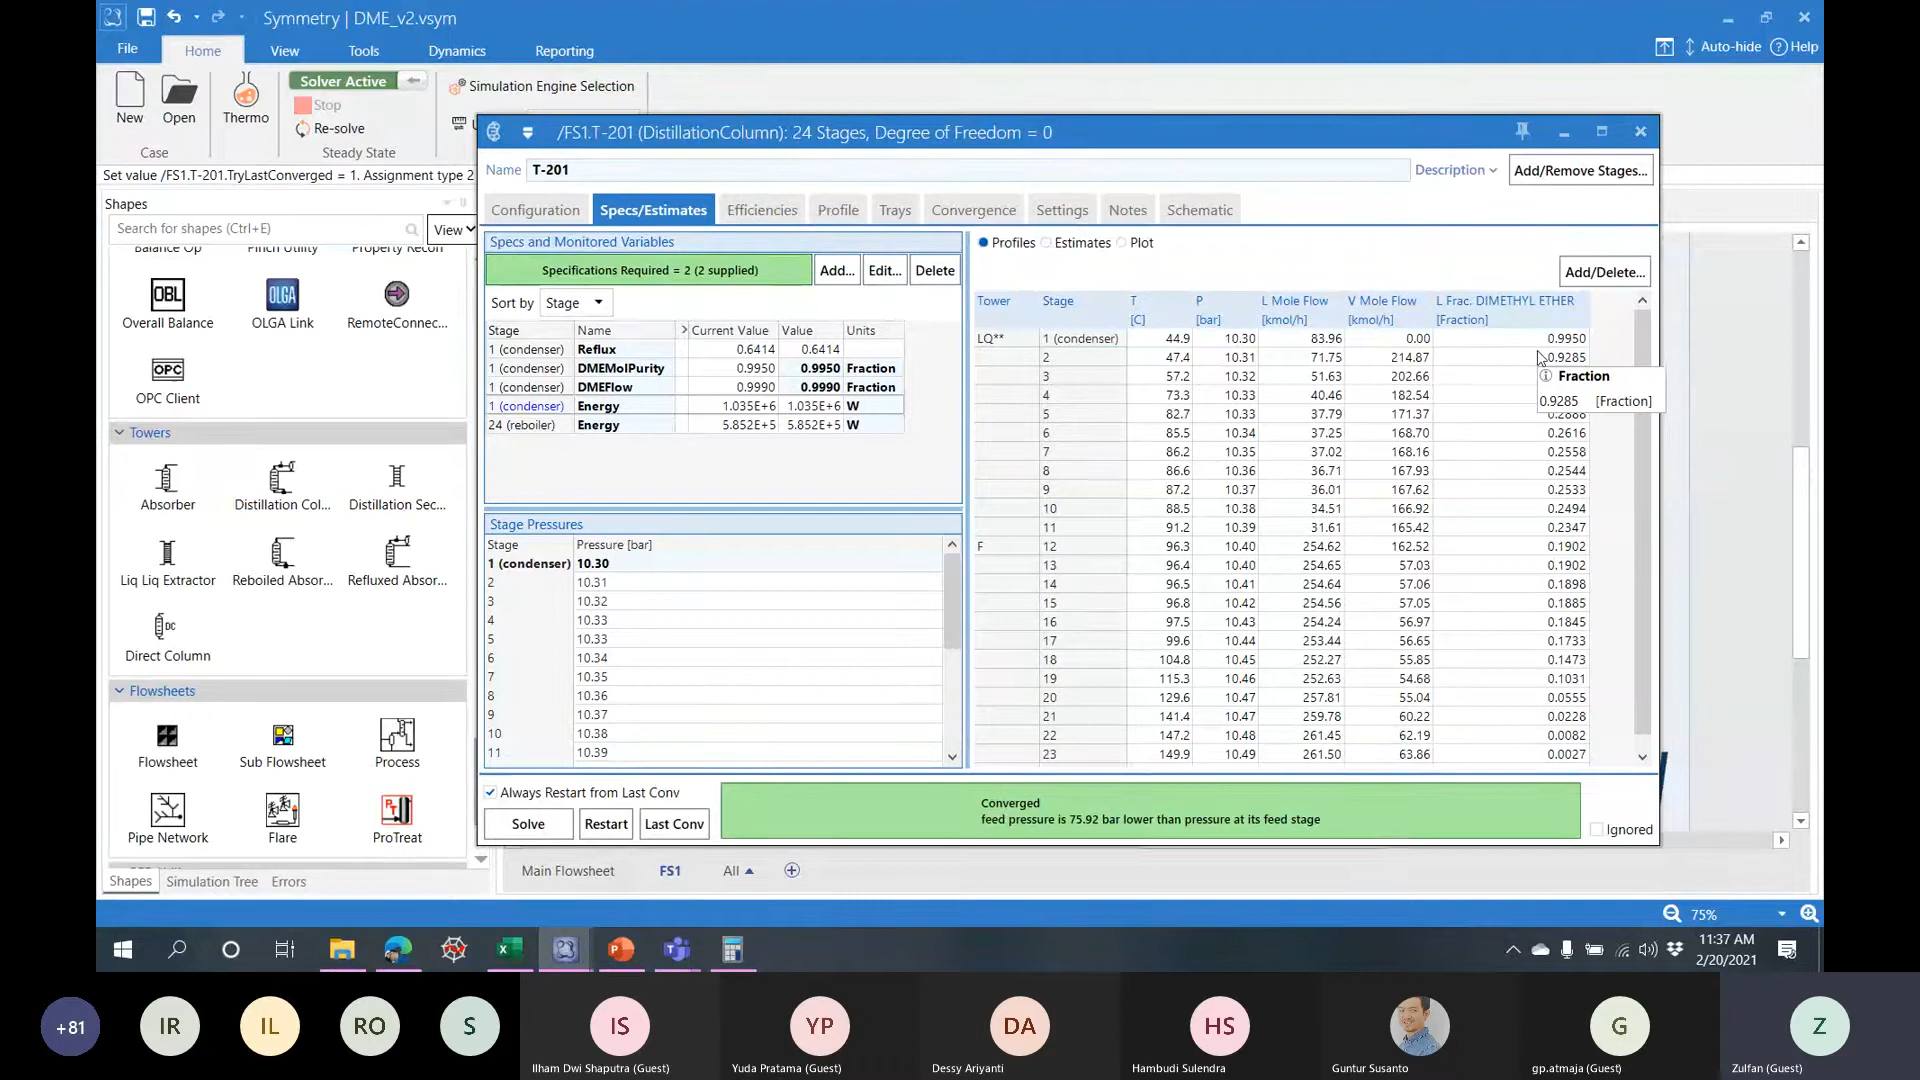 Symmetry | DME_v2.vsym
File
Home
View
Tools
Dynamics
Reporting
Auto-hide
Help
New
Open
Case
Thermo
Solver Active
Stop
Re-solve
Steady State
Simulation Engine Selection
Set value /FS1.T-201.TryLastConverged = 1. Assignment type 2
Shapes
Search for shapes (Ctrl+E)
View
Balance Op
Pinch Utility
Property Recon
OBL
Overall Balance
OLGA
OLGA Link
RemoteConnec...
OPC
OPC Client
Towers
Absorber
Distillation Col...
Distillation Sec...
Liq Liq Extractor
Reboiled Absor...
Refluxed Absor...
DC
Direct Column
Flowsheets
Flowsheet
Sub Flowsheet
Process
Pipe Network
Flare
PT
ProTreat
Shapes
Simulation Tree
Errors
/FS1.T-201 (DistillationColumn): 24 Stages, Degree of Freedom = 0
Name
T-201
Description
Add/Remove Stages...
Configuration
Specs/Estimates
Efficiencies
Profile
Trays
Convergence
Settings
Notes
Schematic
Specs and Monitored Variables
Specifications Required = 2 (2 supplied)
Add...
Edit...
Delete
Sort by
Stage
Stage Name > Current Value Value Units
1 (condenser) Reflux 0.6414 0.6414
1 (condenser) DMEMolPurity 0.9950 0.9950 Fraction
1 (condenser) DMEFlow 0.9990 0.9990 Fraction
1 (condenser) Energy 1.035E+6 1.035E+6 W
24 (reboiler) Energy 5.852E+5 5.852E+5 W
Stage Pressures
Stage Pressure [bar]
1 (condenser) 10.30
2 10.31
3 10.32
4 10.33
5 10.33
6 10.34
7 10.35
8 10.36
9 10.37
10 10.38
11 10.39
Profiles
Estimates
Plot
Add/Delete...
Tower Stage T P L Mole Flow V Mole Flow L Frac. DIMETHYL ETHER
[C] [bar] [kmol/h] [kmol/h] [Fraction]
LQ** 1 (condenser) 44.9 10.30 83.96 0.00 0.9950
2 47.4 10.31 71.75 214.87 0.9285
3 57.2 10.32 51.63 202.66
4 73.3 10.33 40.46 182.54
5 82.7 10.33 37.79 171.37 0.2888
6 85.5 10.34 37.25 168.70 0.2616
7 86.2 10.35 37.02 168.16 0.2558
8 86.6 10.36 36.71 167.93 0.2544
9 87.2 10.37 36.01 167.62 0.2533
10 88.5 10.38 34.51 166.92 0.2494
11 91.2 10.39 31.61 165.42 0.2347
F 12 96.3 10.40 254.62 162.52 0.1902
13 96.4 10.40 254.65 57.03 0.1902
14 96.5 10.41 254.64 57.06 0.1898
15 96.8 10.42 254.56 57.05 0.1885
16 97.5 10.43 254.24 56.97 0.1845
17 99.6 10.44 253.44 56.65 0.1733
18 104.8 10.45 252.27 55.85 0.1473
19 115.3 10.46 252.63 54.68 0.1031
20 129.6 10.47 257.81 55.04 0.0555
21 141.4 10.47 259.78 60.22 0.0228
22 147.2 10.48 261.45 62.19 0.0082
23 149.9 10.49 261.50 63.86 0.0027
Fraction
0.9285 [Fraction]
Always Restart from Last Conv
Solve
Restart
Last Conv
Converged
feed pressure is 75.92 bar lower than pressure at its feed stage
Ignored
Main Flowsheet
FS1
All
75%
11:37 AM
2/20/2021
+81
IR
IL
RO
S
IS
YP
DA
HS
G
Z
Ilham Dwi Shaputra (Guest)
Yuda Pratama (Guest)
Dessy Ariyanti
Hambudi Sulendra
Guntur Susanto
gp.atmaja (Guest)
Zulfan (Guest)